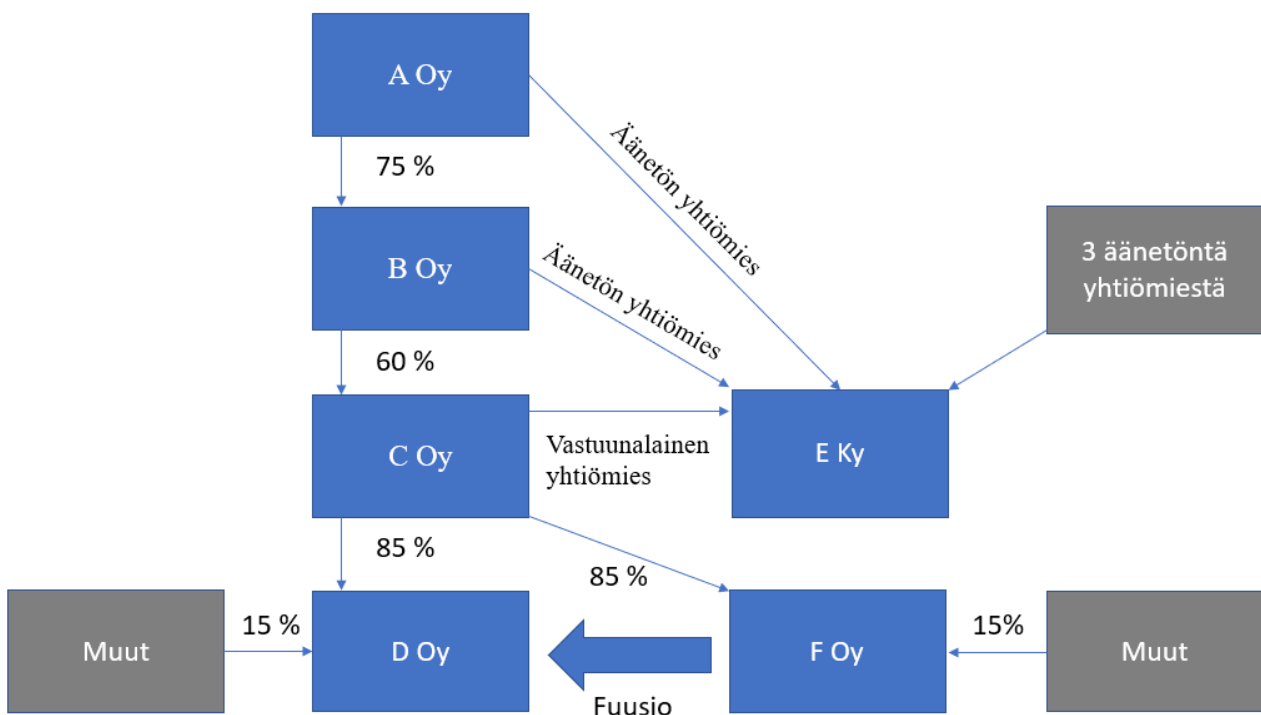 A Oy
Äänetön yhtiömies
75 %
B Oy
3 äänetöntä
yhtiömiestä
Äänetön yhtiömies
60 %
C Oy
Vastuunalainen
yhtiömies
E Ky
85 %
85 %
Muut
15 %
D Oy
Fuusio
F Oy
15%
Muut